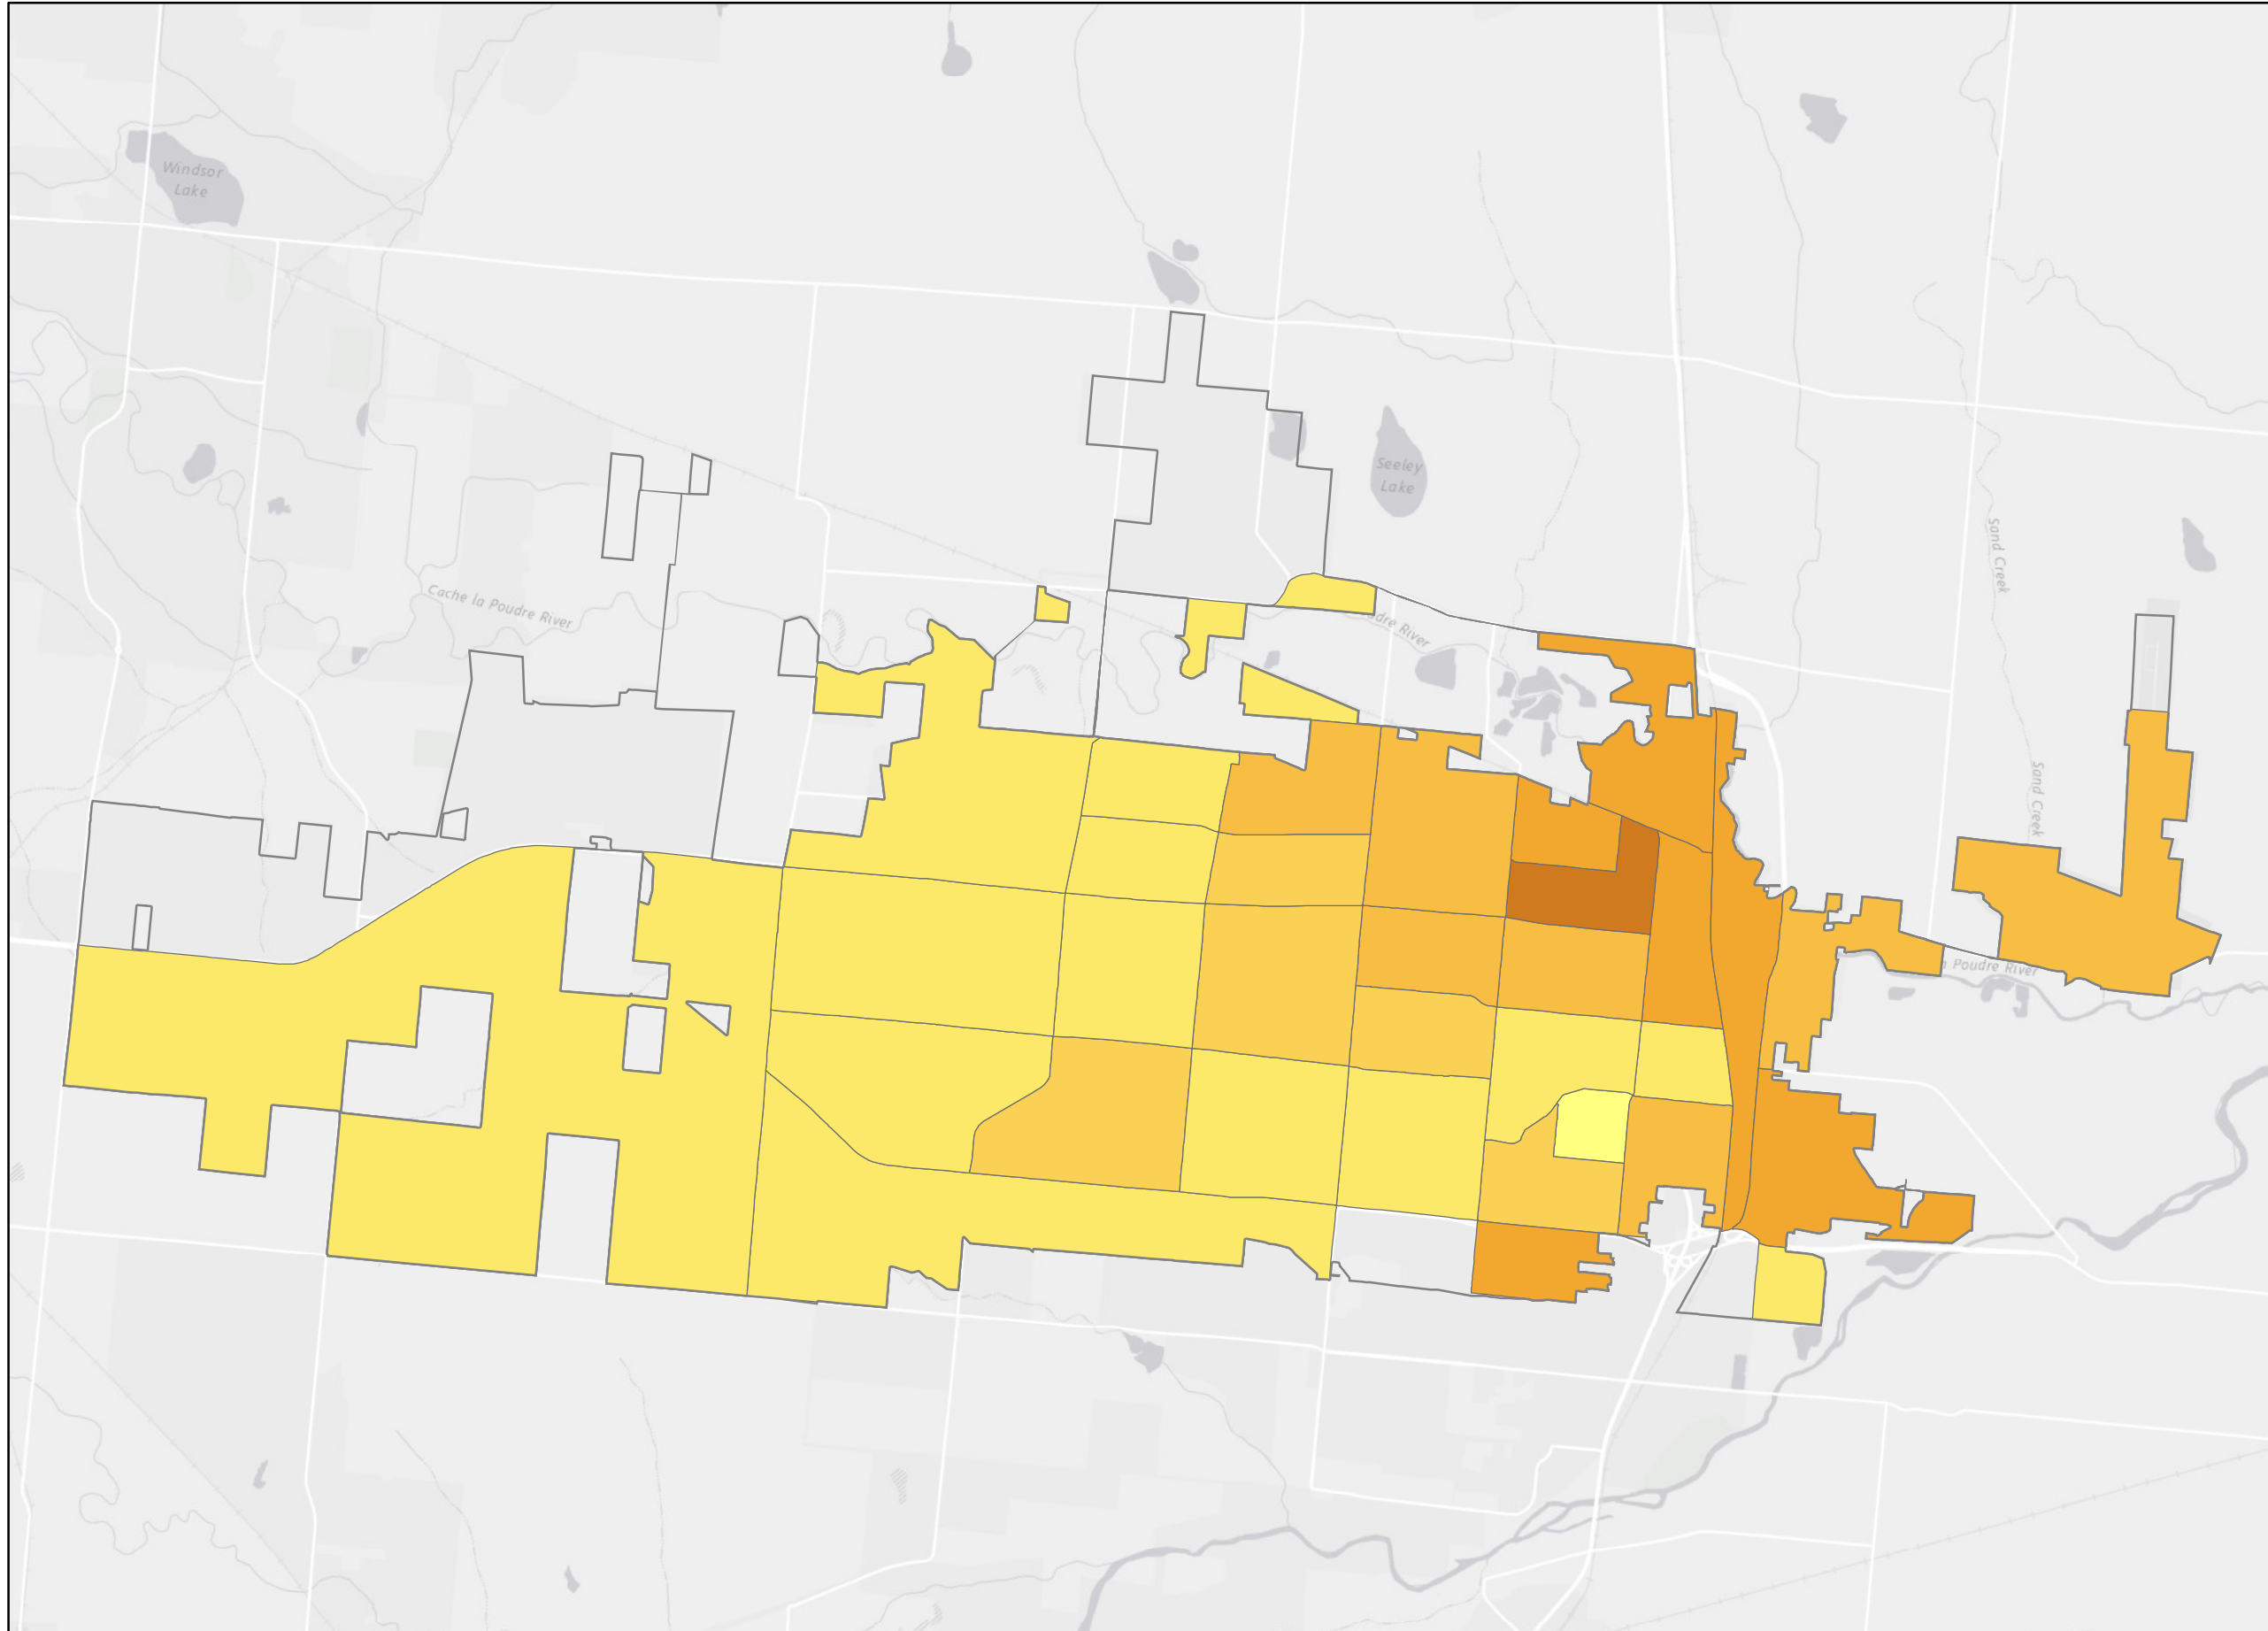 Windsor
Lake
Seeley
Lake
Sand Creek
Cache la Poudre River
dre River
Sand Creek
Poudre River